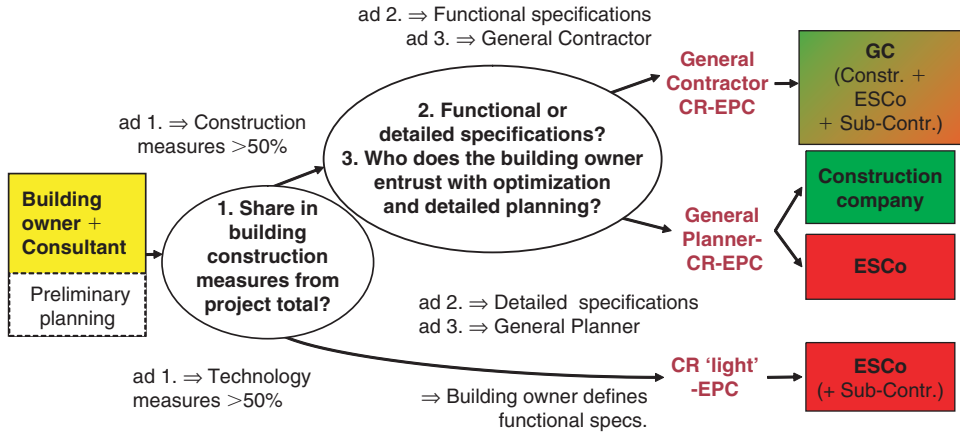 ad 2. ⇒ Functional specifications
ad 3. ⇒ General Contractor
General
Contractor
CR-EPC
GC
(Constr. +
ESCo
+ Sub-Contr.)
ad 1. ⇒ Construction
measures >50%
2. Functional or
detailed specifications?
3. Who does the building owner
entrust with optimization
and detailed planning?
Building
owner +
Consultant
Preliminary
planning
1. Share in
building
construction
measures from
project total?
General
Planner-
CR-EPC
Construction
company
ESCo
ad 2. ⇒ Detailed specifications
ad 3. ⇒ General Planner
ad 1. ⇒ Technology
measures >50%
⇒ Building owner defines
functional specs.
CR 'light'
-EPC
ESCo
(+ Sub-Contr.)